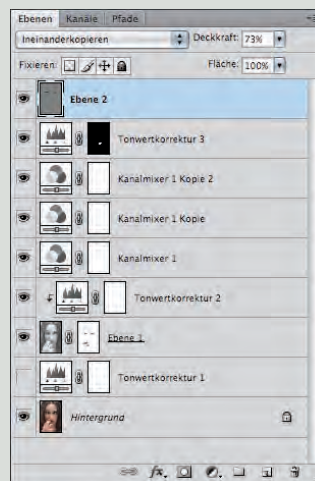 Ebenen Kanäle Pfade
Ineinanderkopieren Deckkraft: 73%
Fixieren: Fläche: 100%
Ebene 2
Tonwertkorrektur 3
Kanalmixer 1 Kopie 2
Kanalmixer 1 Kopie
Kanalmixer 1
Tonwertkorrektur 2
Ebene 1
Tonwertkorrektur 1
Hintergrund
fx.